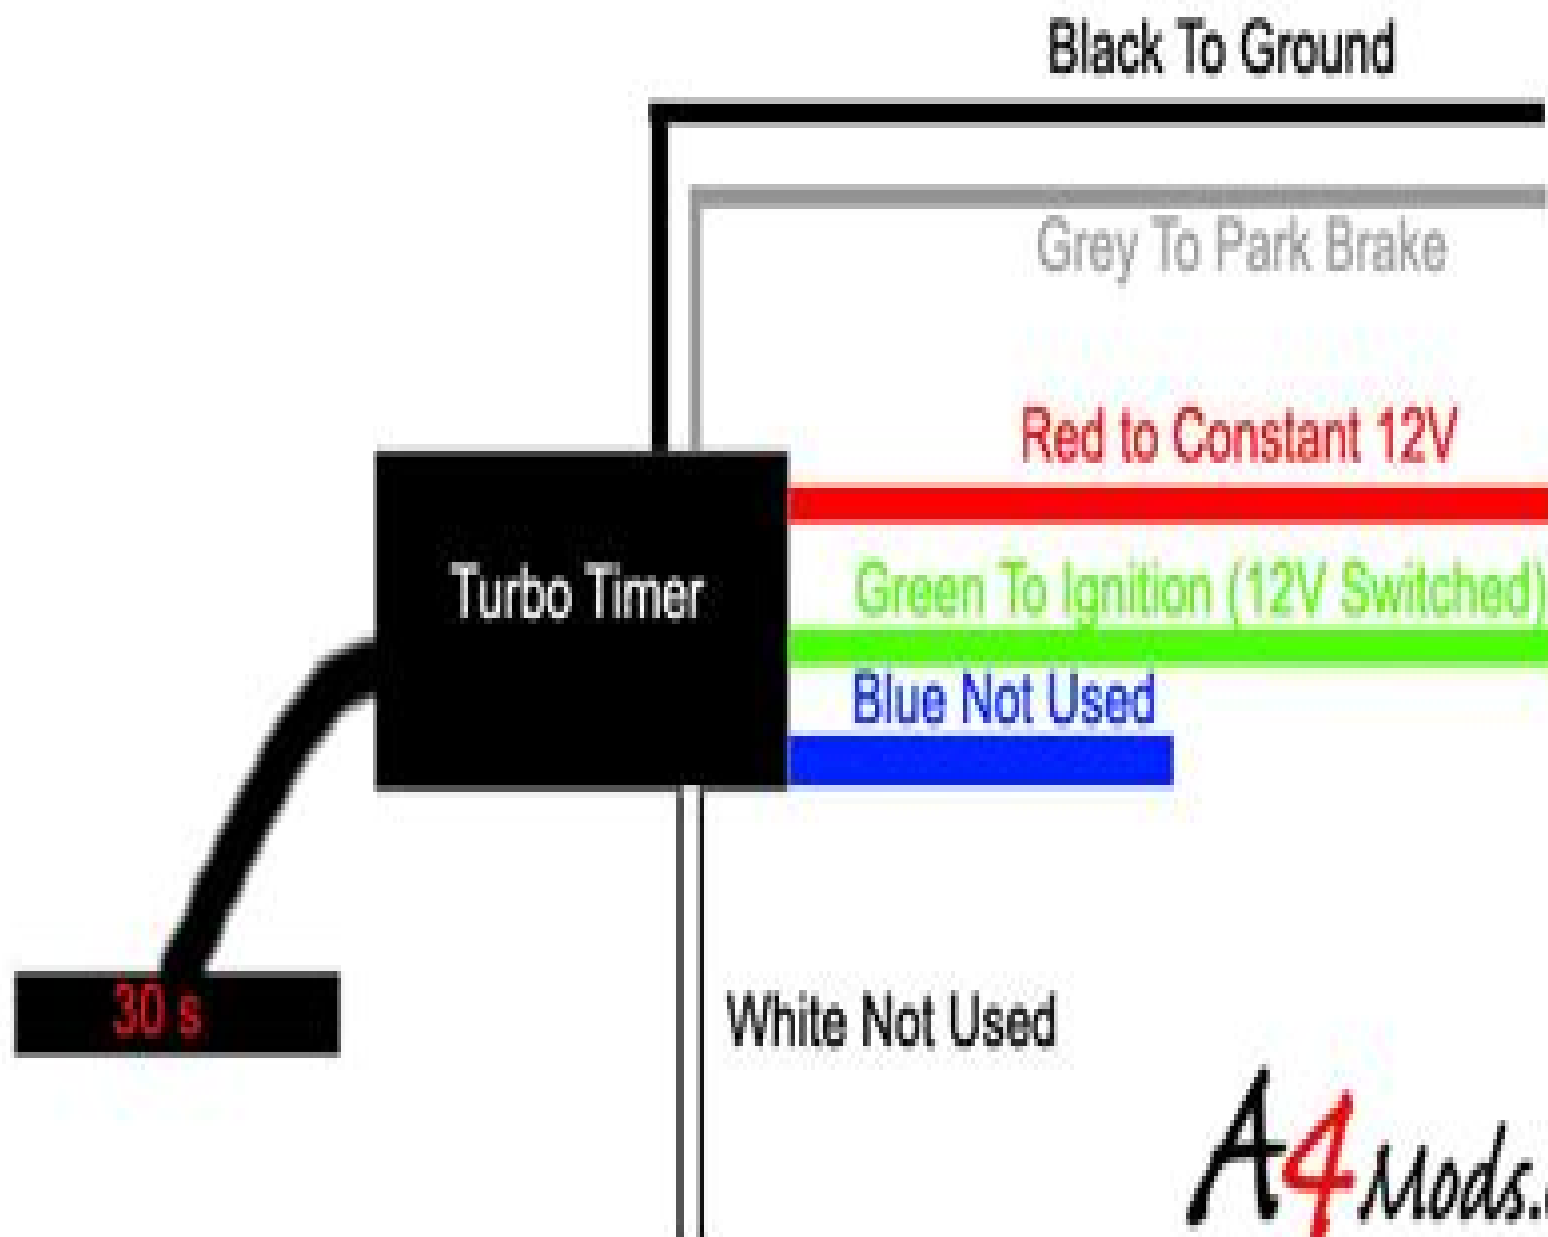 Black To Ground
Grey To Park Brake
Red to Constant 12V
Green To Ignition (12V Switched)
Turbo Timer
Blue Not Used
30 s
White Not Used
A4Mods.